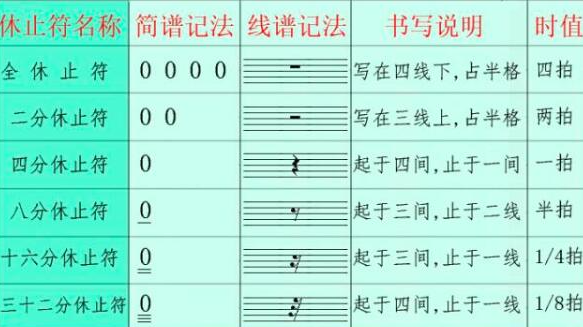 休止符名称 简谱记法 线谱记法 书写说明 时值
全休止符 0 0 0 0 写在四线下,占半格 四拍
二分休止符 0 0 写在三线上,占半格 两拍
四分休止符 0 起于四间,止于一间 一拍
八分休止符 0 起于三间,止于二线 半拍
十六分休止符 0 起于三间,止于一线 1/4拍
三十二分休止符 0 起于四间,止于一线 1/8拍